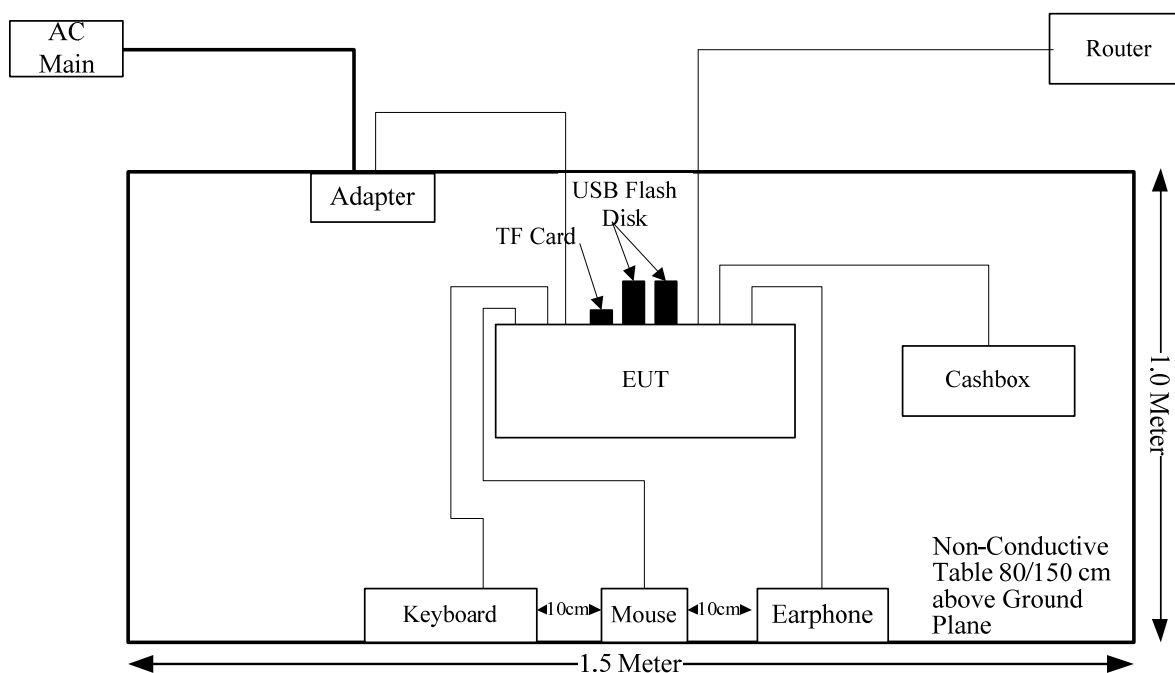 AC
Main
Router
Adapter
USB Flash
Disk
TF Card
EUT
Cashbox
1.0 Meter
Non-Conductive
Table 80/150 cm
above Ground
Plane
Keyboard
10cm
Mouse
10cm
Earphone
1.5 Meter